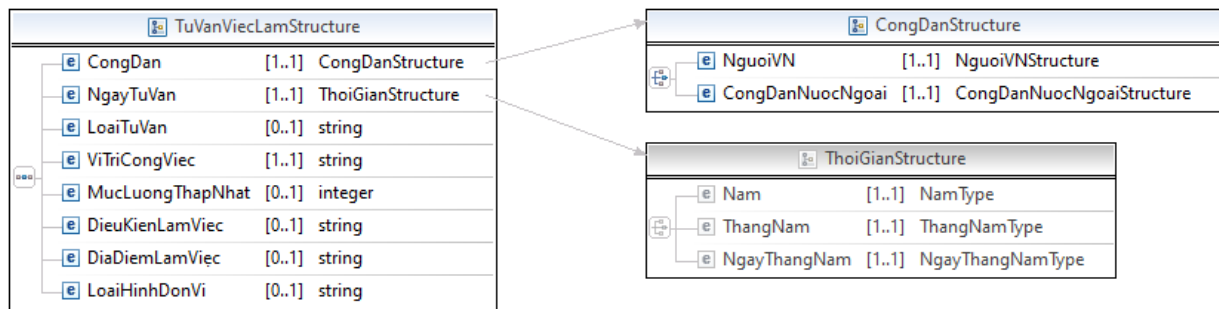 TuVanViecLamStructure
CongDan [1..1] CongDanStructure
NgayTuVan [1..1] ThoiGianStructure
LoaiTuVan [0..1] string
ViTriCongViec [1..1] string
MucLuongThapNhat [0..1] integer
DieuKienLamViec [0..1] string
DiaDiemLamViẹc [0..1] string
LoaiHinhDonVi [0..1] string
CongDanStructure
NguoiVN [1..1] NguoiVNStructure
CongDanNuocNgoai [1..1] CongDanNuocNgoaiStructure
ThoiGianStructure
Nam [1..1] NamType
ThangNam [1..1] ThangNamType
NgayThangNam [1..1] NgayThangNamType